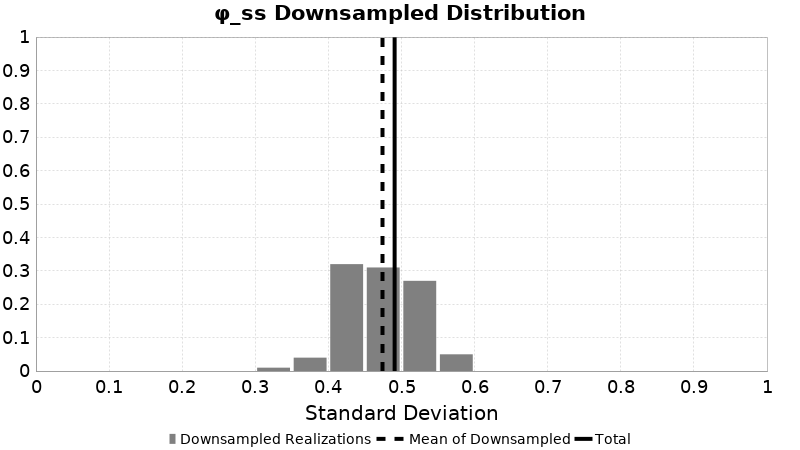 φ_ss Downsampled Distribution
1
0.9
0.8
0.7
0.6
0.5
0.4
0.3
0.2
0.1
0
0 0.1 0.2 0.3 0.4 0.5 0.6 0.7 0.8 0.9 1
Standard Deviation
Downsampled Realizations Mean of Downsampled Total